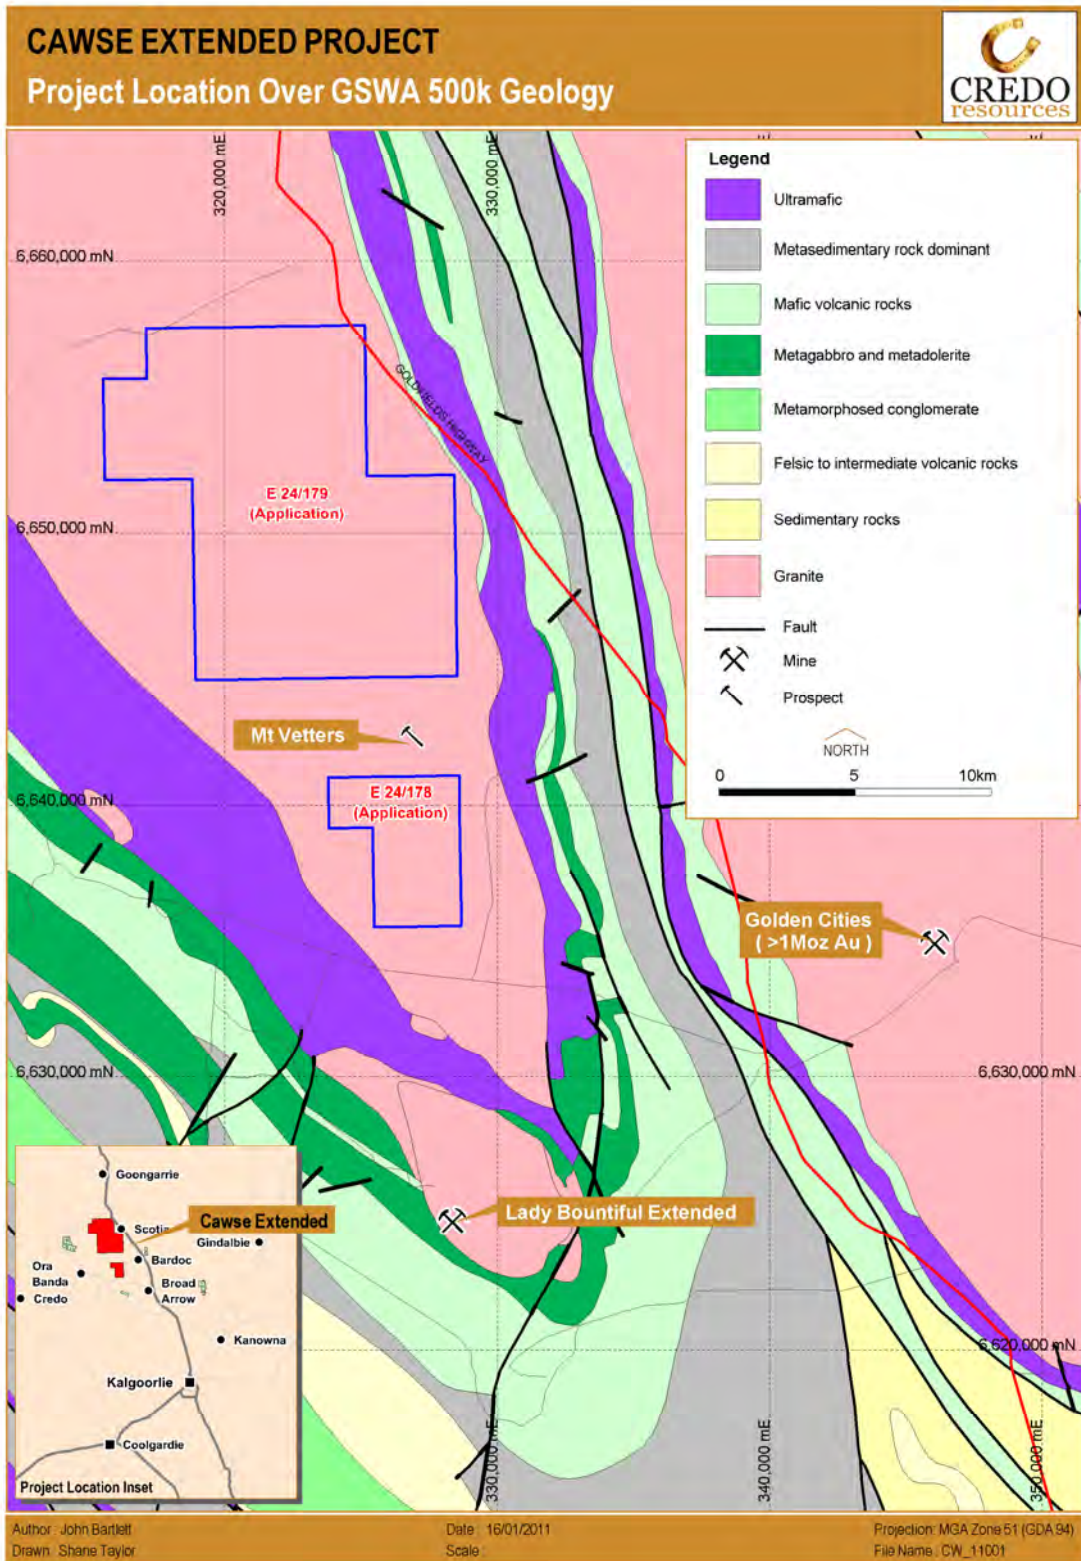 CAWSE EXTENDED PROJECT
Project Location Over GSWA 500k Geology
CREDO
resources
320,000 mE
330,000 mE
Legend
Ultramafic
Metasedimentary rock dominant
Mafic volcanic rocks
Metagabbro and metadolerite
Metamorphosed conglomerate
Felsic to intermediate volcanic rocks
Sedimentary rocks
Granite
Fault
Mine
Prospect
NORTH
0 5 10km
6,660,000 mN
GOLDFIELDS HIGHWAY
E 24/179
(Application)
6,650,000 mN
Mt Vetters
E 24/178
(Application)
6,640,000 mN
Golden Cities
( >1Moz Au )
6,630,000 mN
6,630,000 mN
Lady Bountiful Extended
6,620,000 mN
330,000 mE
340,000 mE
350,000 mE
Goongarrie
Cawse Extended
Scotia
Gindalbie
Bardoc
Ora
Banda
Broad
Arrow
Credo
Kanowna
Kalgoorlie
Coolgardie
Project Location Inset
Author: John Bartlett
Drawn: Shane Taylor
Date: 16/01/2011
Scale:
Projection: MGA Zone 51 (GDA 94)
File Name: CW_11001